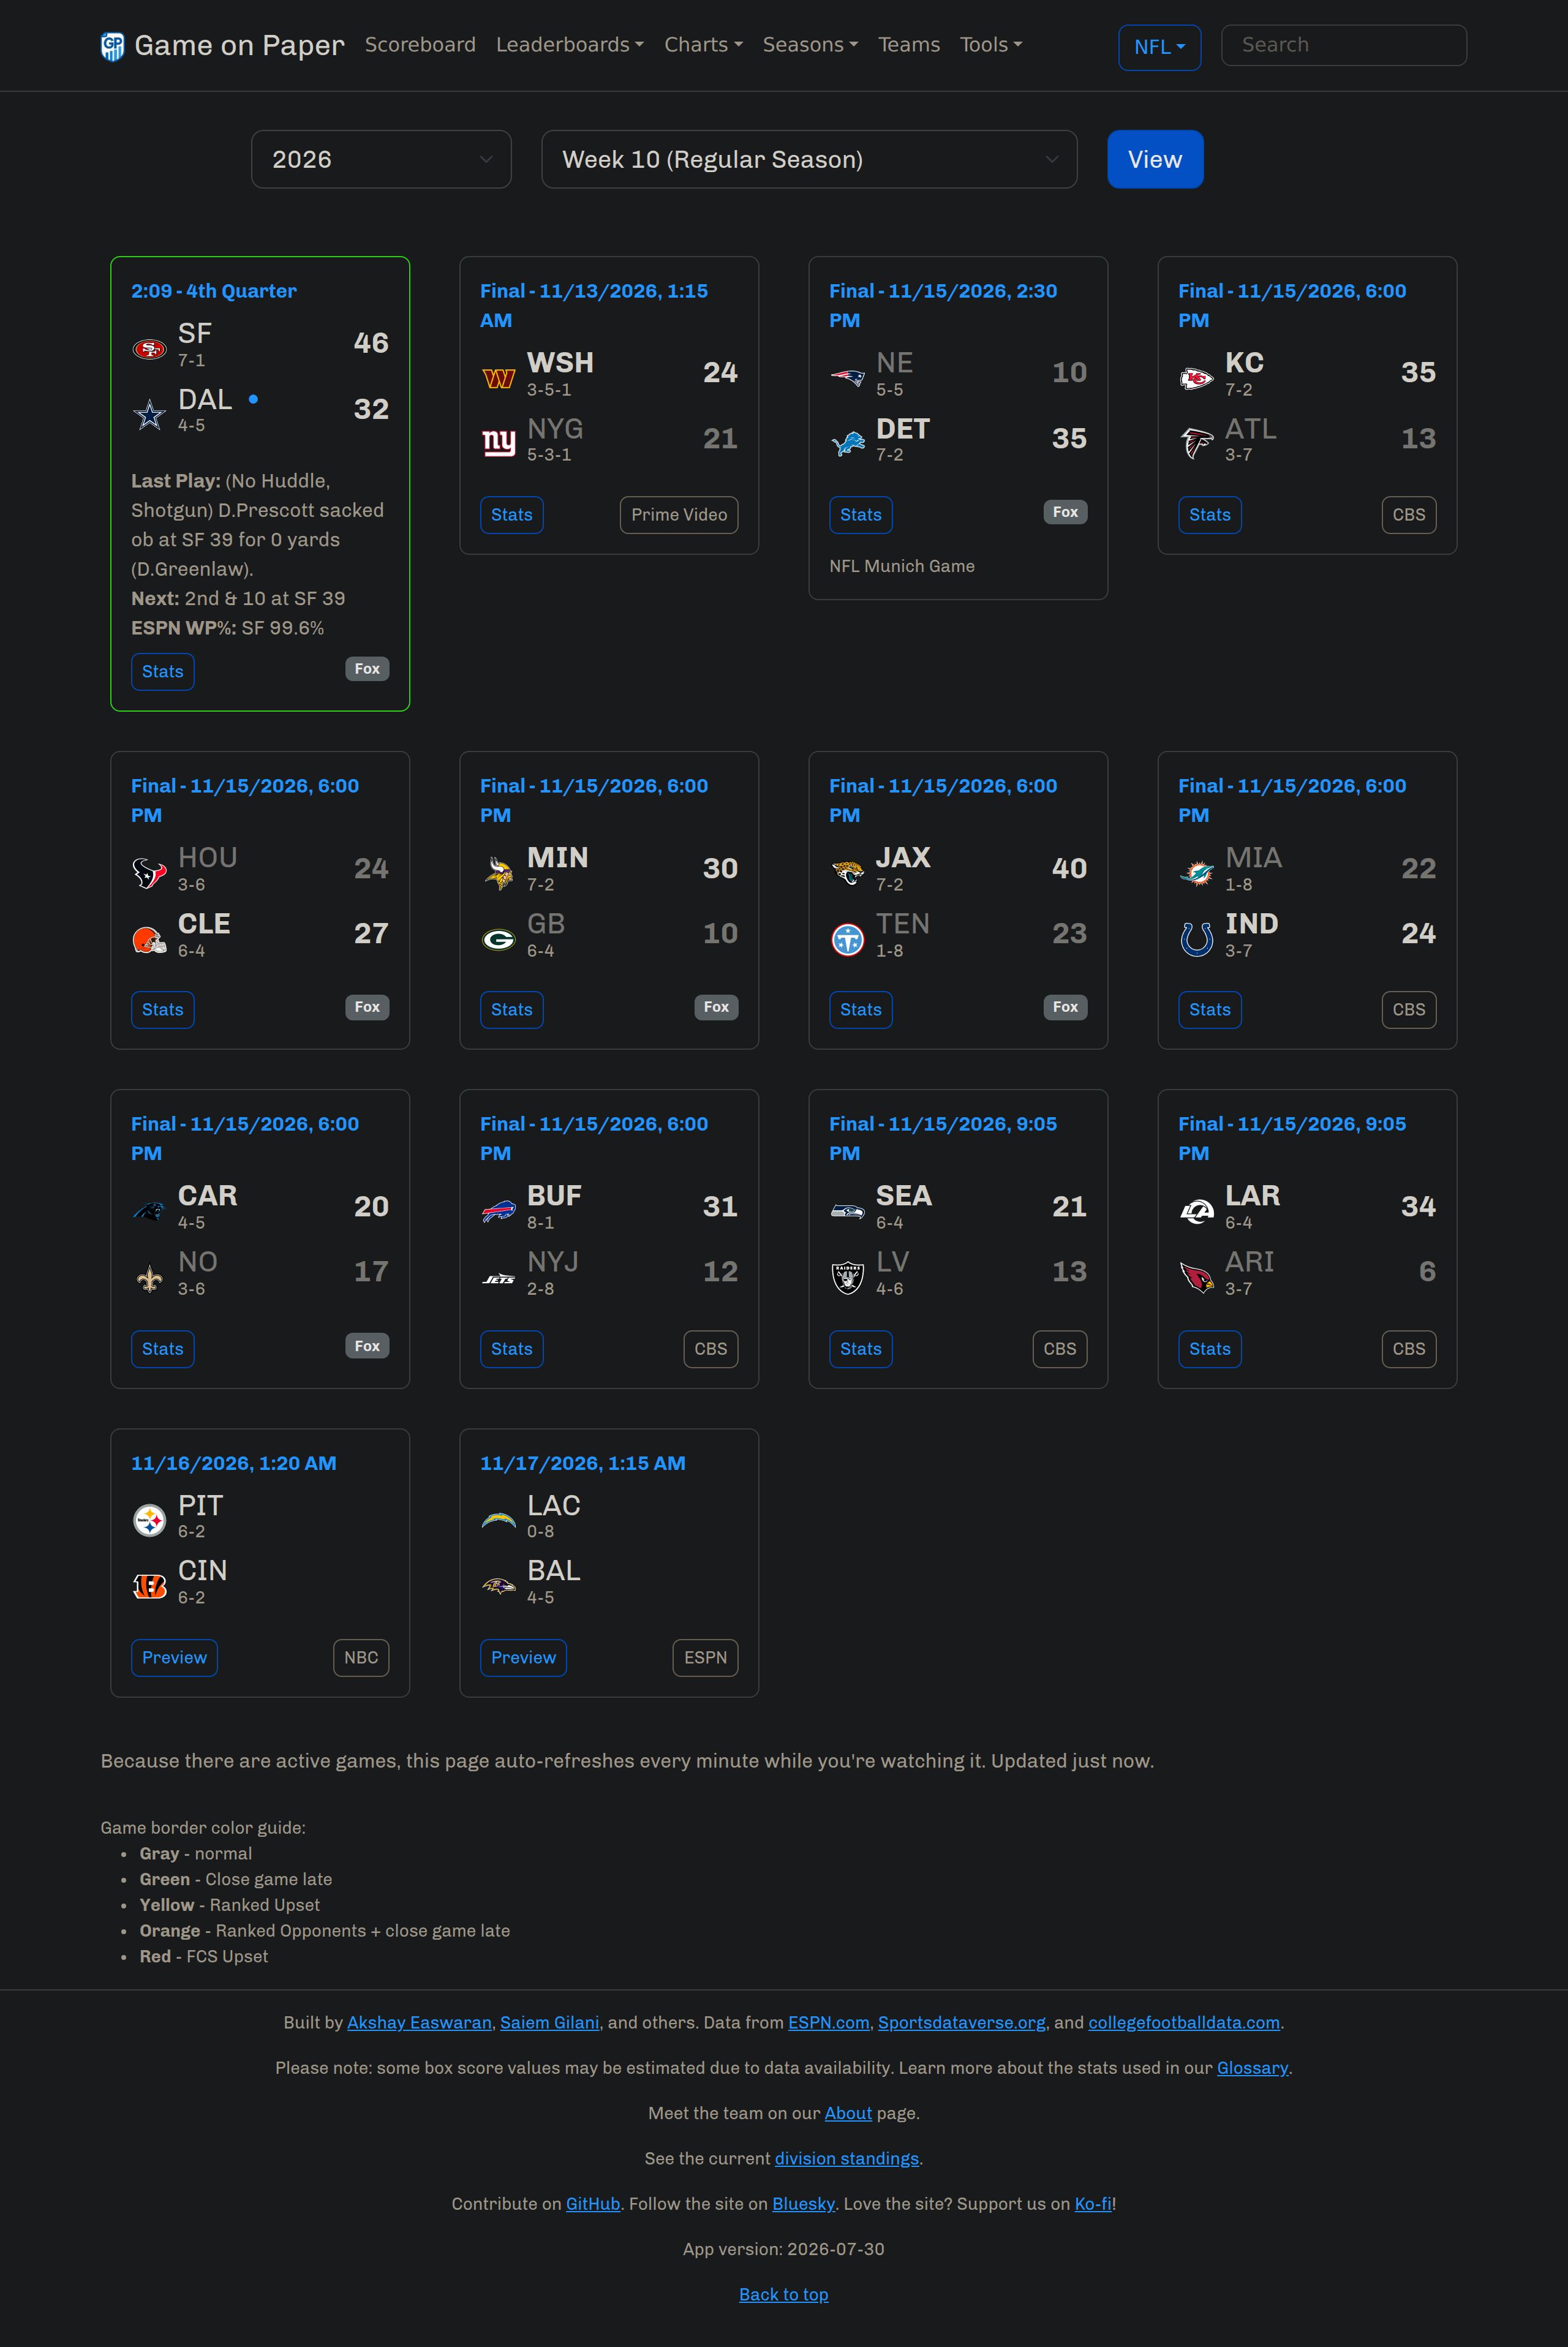 GP Game on Paper Scoreboard Leaderboards Charts Seasons Teams Tools NFL Search
2026 Week 10 (Regular Season) View
2:09 - 4th Quarter
SF 46
7-1
DAL 32
4-5
Last Play: (No Huddle,
Shotgun) D.Prescott sacked
ob at SF 39 for 0 yards
(D.Greenlaw).
Next: 2nd & 10 at SF 39
ESPN WP%: SF 99.6%
Stats Fox
Final - 11/13/2026, 1:15
AM
WSH 24
3-5-1
NYG 21
5-3-1
Stats Prime Video
Final - 11/15/2026, 2:30
PM
NE 10
5-5
DET 35
7-2
Stats Fox
NFL Munich Game
Final - 11/15/2026, 6:00
PM
KC 35
7-2
ATL 13
3-7
Stats CBS
Final - 11/15/2026, 6:00
PM
HOU 24
3-6
CLE 27
6-4
Stats Fox
Final - 11/15/2026, 6:00
PM
MIN 30
7-2
GB 10
6-4
Stats Fox
Final - 11/15/2026, 6:00
PM
JAX 40
7-2
TEN 23
1-8
Stats Fox
Final - 11/15/2026, 6:00
PM
MIA 22
1-8
IND 24
3-7
Stats CBS
Final - 11/15/2026, 6:00
PM
CAR 20
4-5
NO 17
3-6
Stats Fox
Final - 11/15/2026, 6:00
PM
BUF 31
8-1
NYJ 12
2-8
Stats CBS
Final - 11/15/2026, 9:05
PM
SEA 21
6-4
LV 13
4-6
Stats CBS
Final - 11/15/2026, 9:05
PM
LAR 34
6-4
ARI 6
3-7
Stats CBS
11/16/2026, 1:20 AM
PIT
6-2
CIN
6-2
Preview NBC
11/17/2026, 1:15 AM
LAC
0-8
BAL
4-5
Preview ESPN
Because there are active games, this page auto-refreshes every minute while you're watching it. Updated just now.
Game border color guide:
• Gray - normal
• Green - Close game late
• Yellow - Ranked Upset
• Orange - Ranked Opponents + close game late
• Red - FCS Upset
Built by Akshay Easwaran, Saiem Gilani, and others. Data from ESPN.com, Sportsdataverse.org, and collegefootballdata.com.
Please note: some box score values may be estimated due to data availability. Learn more about the stats used in our Glossary.
Meet the team on our About page.
See the current division standings.
Contribute on GitHub. Follow the site on Bluesky. Love the site? Support us on Ko-fi!
App version: 2026-07-30
Back to top